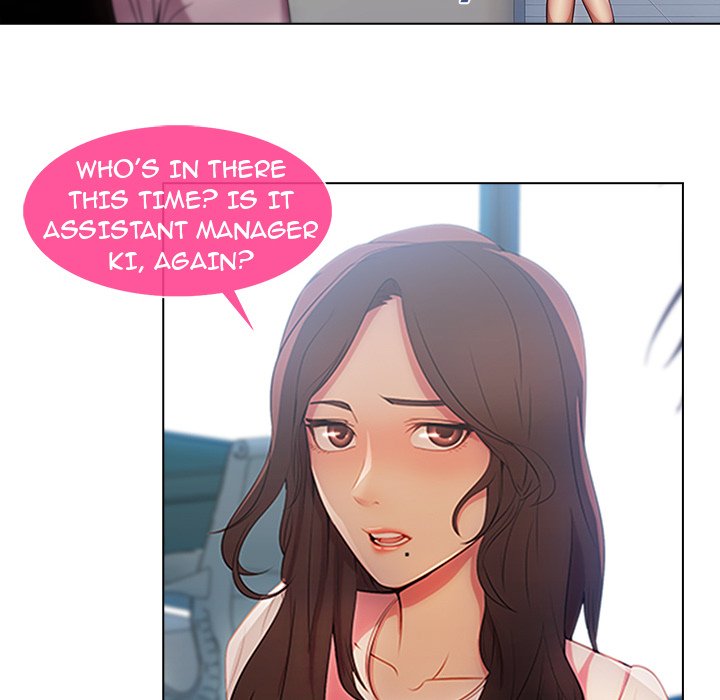 WHO'S IN THERE
THIS TIME? IS IT
ASSISTANT MANAGER
KI, AGAIN?